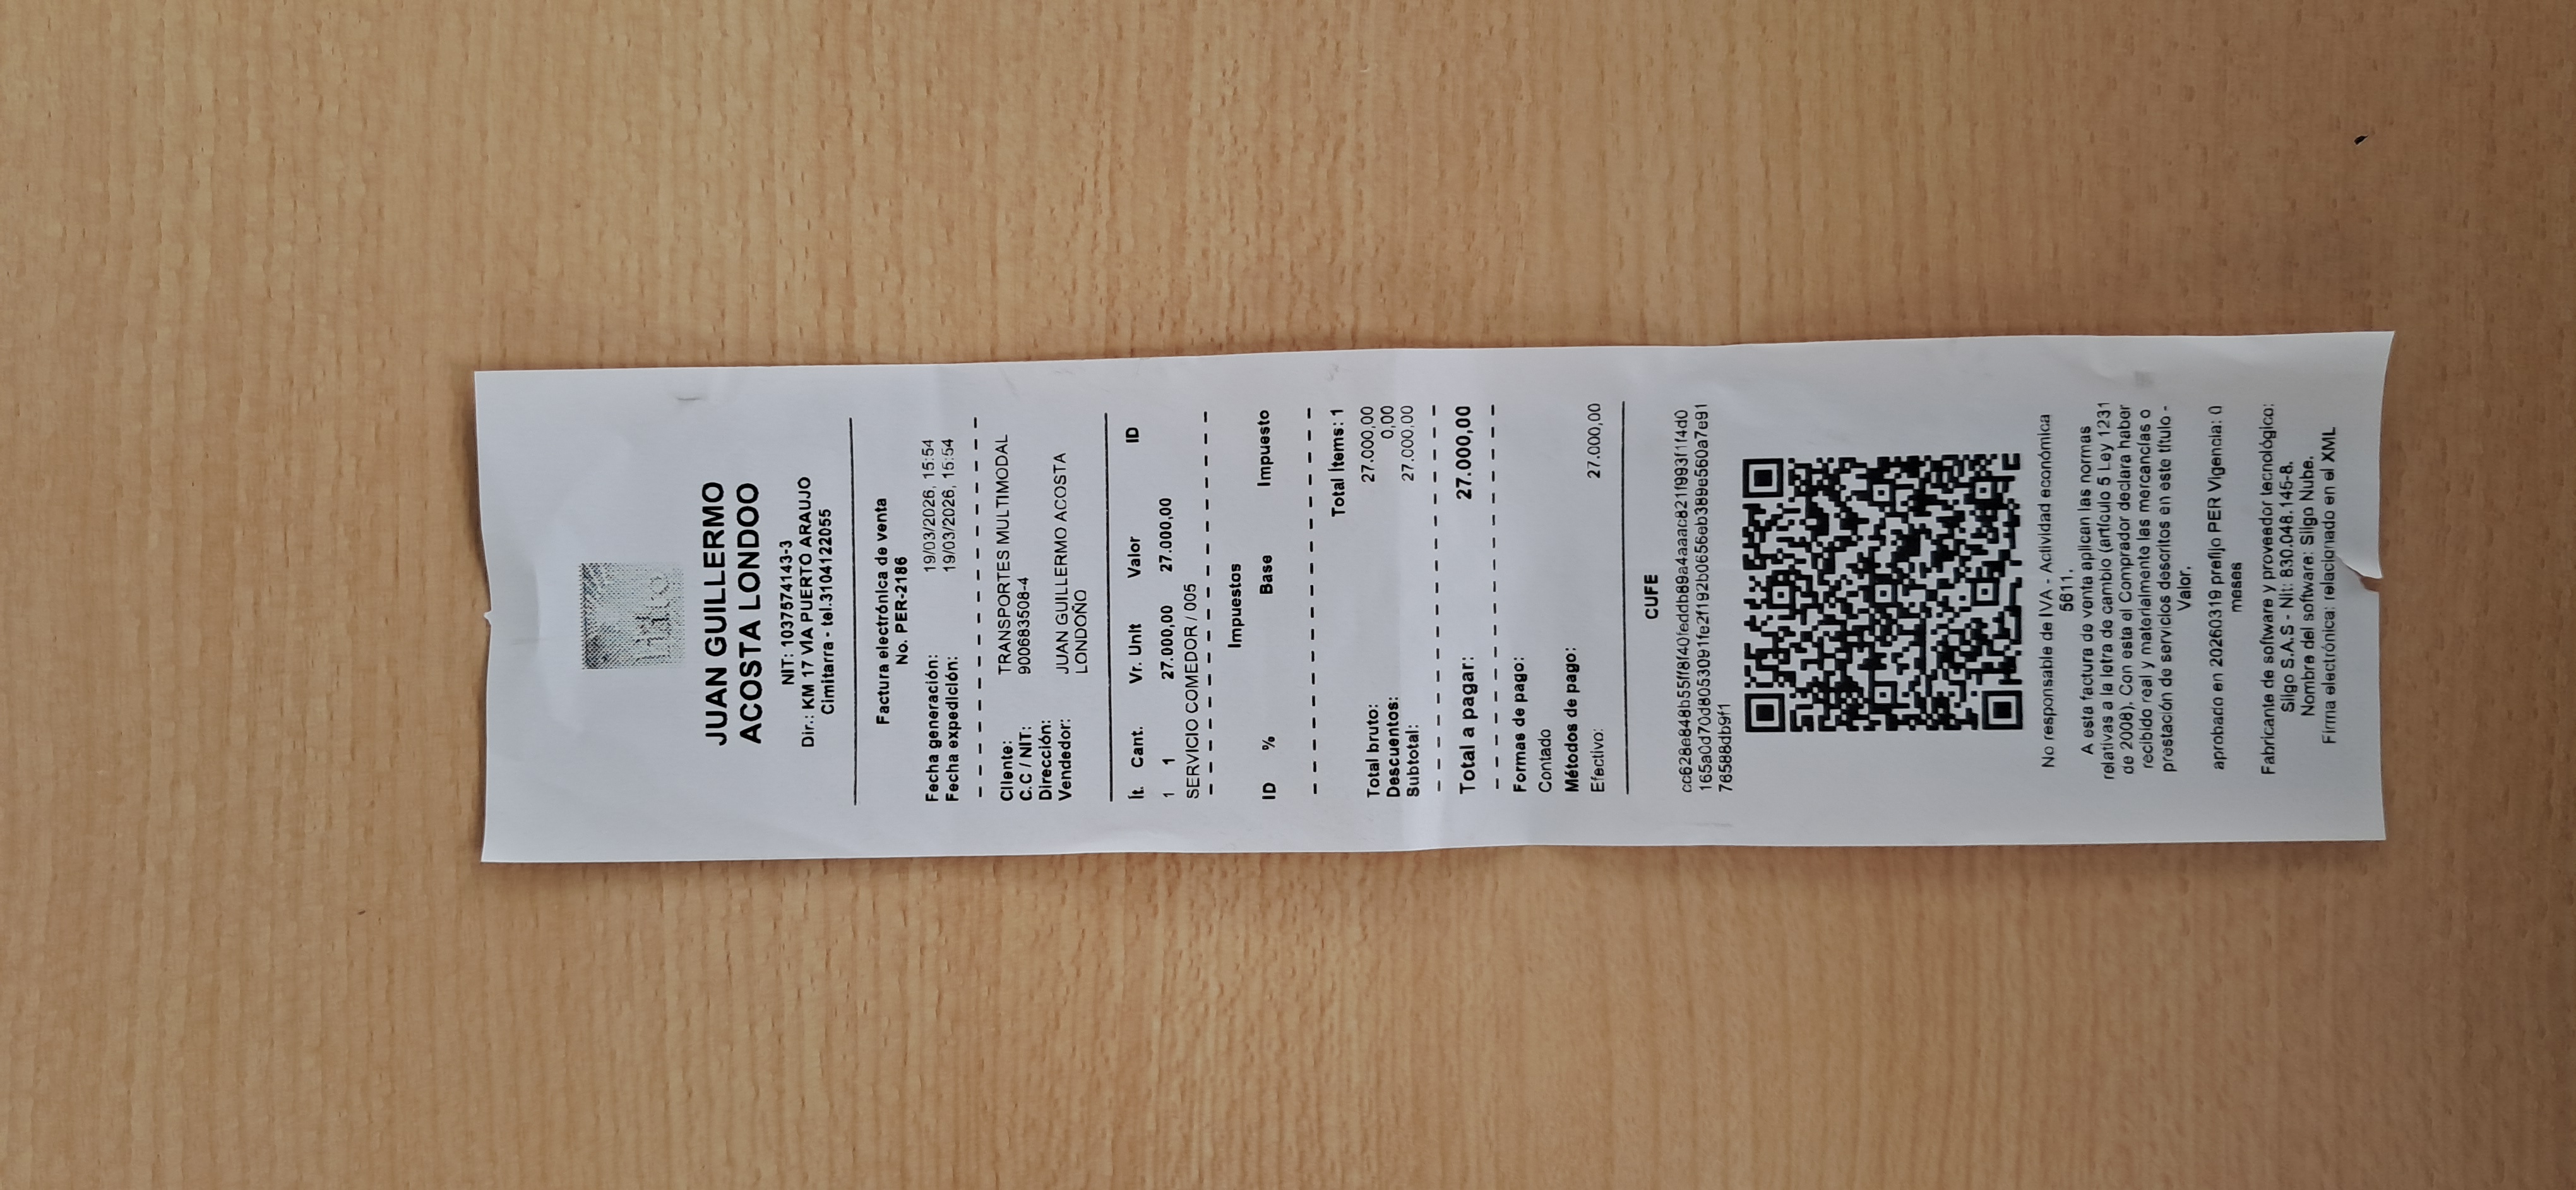 JUAN GUILLERMO
ACOSTA LONDOO
NIT: 1037574143-3
Dir.: KM 17 VÍA PUERTO ARAUJO
Cimitarra - tel.3104122055
Factura electrónica de venta
No. PER-2186
Fecha generación: 19/03/2026, 15:54
Fecha expedición: 19/03/2026, 15:54
Cliente: TRANSPORTES MULTIMODAL
C.C / NIT: 900683508-4
Dirección:
Vendedor: JUAN GUILLERMO ACOSTA
LONDOÑO
Ít. Cant. Vr. Unit Valor ID
1 1 27.000,00 27.000,00
SERVICIO COMEDOR / 005
Impuestos
ID % Base Impuesto
Total Ítems: 1
Total bruto: 27.000,00
Descuentos: 0,00
Subtotal: 27.000,00
Total a pagar: 27.000,00
Formas de pago:
Contado
Métodos de pago:
Efectivo: 27.000,00
CUFE
76588db9f1
No responsable de IVA - Actividad económica
5611,
A esta factura de venta aplican las normas
relativas a la letra de cambio (artículo 5 Ley 1231
de 2008). Con esta el Comprador declara haber
recibido real y materialmente las mercancías o
prestación de servicios descritos en este título -
Valor.
aprobado en 20260319 prefijo PER Vigencia: 0
meses
Fabricante de software y proveedor tecnológico:
Siigo S.A.S - Nit: 830.048.145-8.
Nombre del software: Siigo Nube.
Firma electrónica: relacionado en el XML